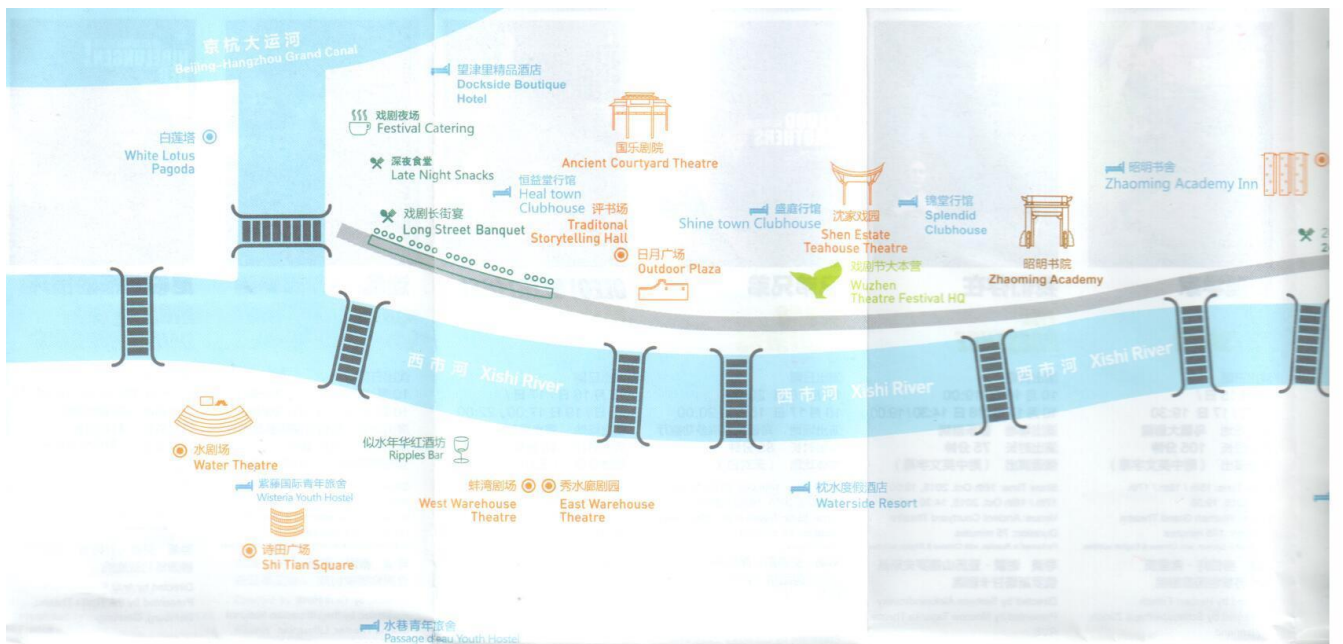 京杭大运河
Beijing-Hangzhou Grand Canal
望津里精品酒店
Dockside Boutique
Hotel
戏剧夜场
Festival Catering
国乐剧院
Ancient Courtyard Theatre
白莲塔
White Lotus
Pagoda
深夜食堂
Late Night Snacks
恒益堂行馆
Heal town
Clubhouse
评书场
Traditonal
Storytelling Hall
戏剧长街宴
Long Street Banquet
日月广场
Outdoor Plaza
盛庭行馆
Shine town Clubhouse
沈家戏园
Shen Estate
Teahouse Theatre
锦堂行馆
Splendid
Clubhouse
昭明书舍
Zhaoming Academy Inn
昭明书院
Zhaoming Academy
戏剧节大本营
Wuzhen
Theatre Festival HQ
西市河 Xishi River
西市河 Xishi River
西市河 Xishi River
水剧场
Water Theatre
似水年华红酒坊
Ripples Bar
紫藤国际青年旅舍
Wisteria Youth Hostel
蚌湾剧场
West Warehouse
Theatre
秀水廊剧园
East Warehouse
Theatre
枕水度假酒店
Waterside Resort
诗田广场
Shi Tian Square
水巷青年旅舍
Passage d'eau Youth Hostel